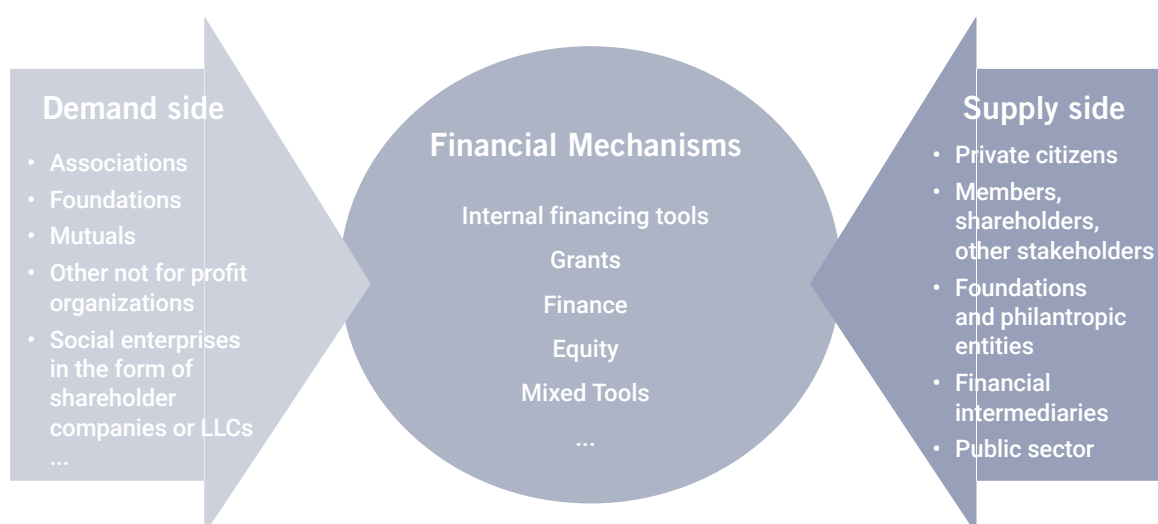 Demand side
• Associations
• Foundations
• Mutuals
• Other not for profit
organizations
• Social enterprises
in the form of
shareholder
companies or LLCs
...
Financial Mechanisms
Internal financing tools
Grants
Finance
Equity
Mixed Tools
...
Supply side
• Private citizens
• Members,
shareholders,
other stakeholders
• Foundations
and philantropic
entities
• Financial
intermediaries
• Public sector